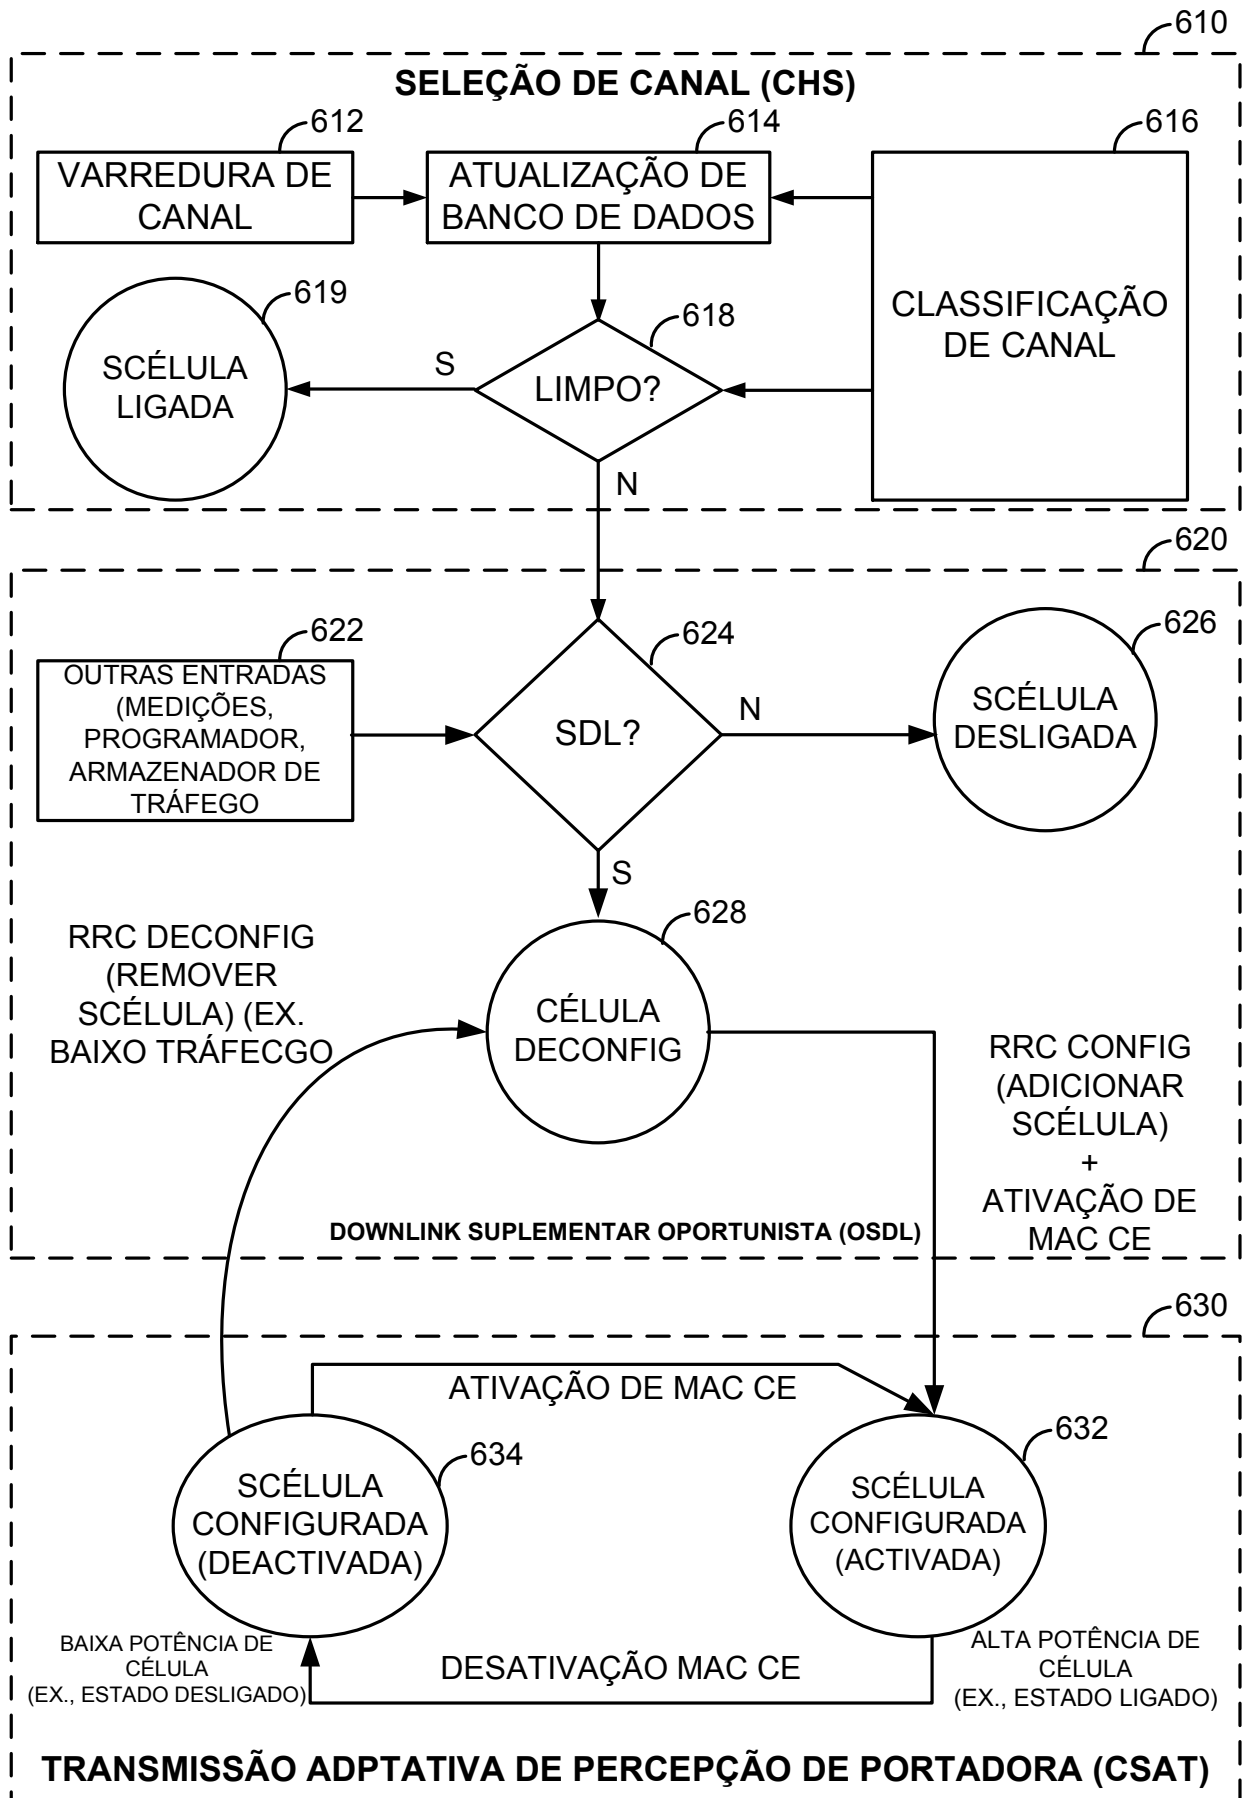 610
SELEÇÃO DE CANAL (CHS)
612
614
616
VARREDURA DE
CANAL
ATUALIZAÇÃO DE
BANCO DE DADOS
CLASSIFICAÇÃO
DE CANAL
619
618
SCÉLULA
LIGADA
S
LIMPO?
N
620
622
624
626
OUTRAS ENTRADAS
(MEDIÇÕES,
PROGRAMADOR,
ARMAZENADOR DE
TRÁFEGO
SDL?
N
SCÉLULA
DESLIGADA
S
628
RRC DECONFIG
(REMOVER
SCÉLULA) (EX.
BAIXO TRÁFECGO
CÉLULA
DECONFIG
RRC CONFIG
(ADICIONAR
SCÉLULA)
+
ATIVAÇÃO DE
MAC CE
DOWNLINK SUPLEMENTAR OPORTUNISTA (OSDL)
630
ATIVAÇÃO DE MAC CE
634
632
SCÉLULA
CONFIGURADA
(DEACTIVADA)
SCÉLULA
CONFIGURADA
(ACTIVADA)
BAIXA POTÊNCIA DE
CÉLULA
(EX., ESTADO DESLIGADO)
DESATIVAÇÃO MAC CE
ALTA POTÊNCIA DE
CÉLULA
(EX., ESTADO LIGADO)
TRANSMISSÃO ADPTATIVA DE PERCEPÇÃO DE PORTADORA (CSAT)